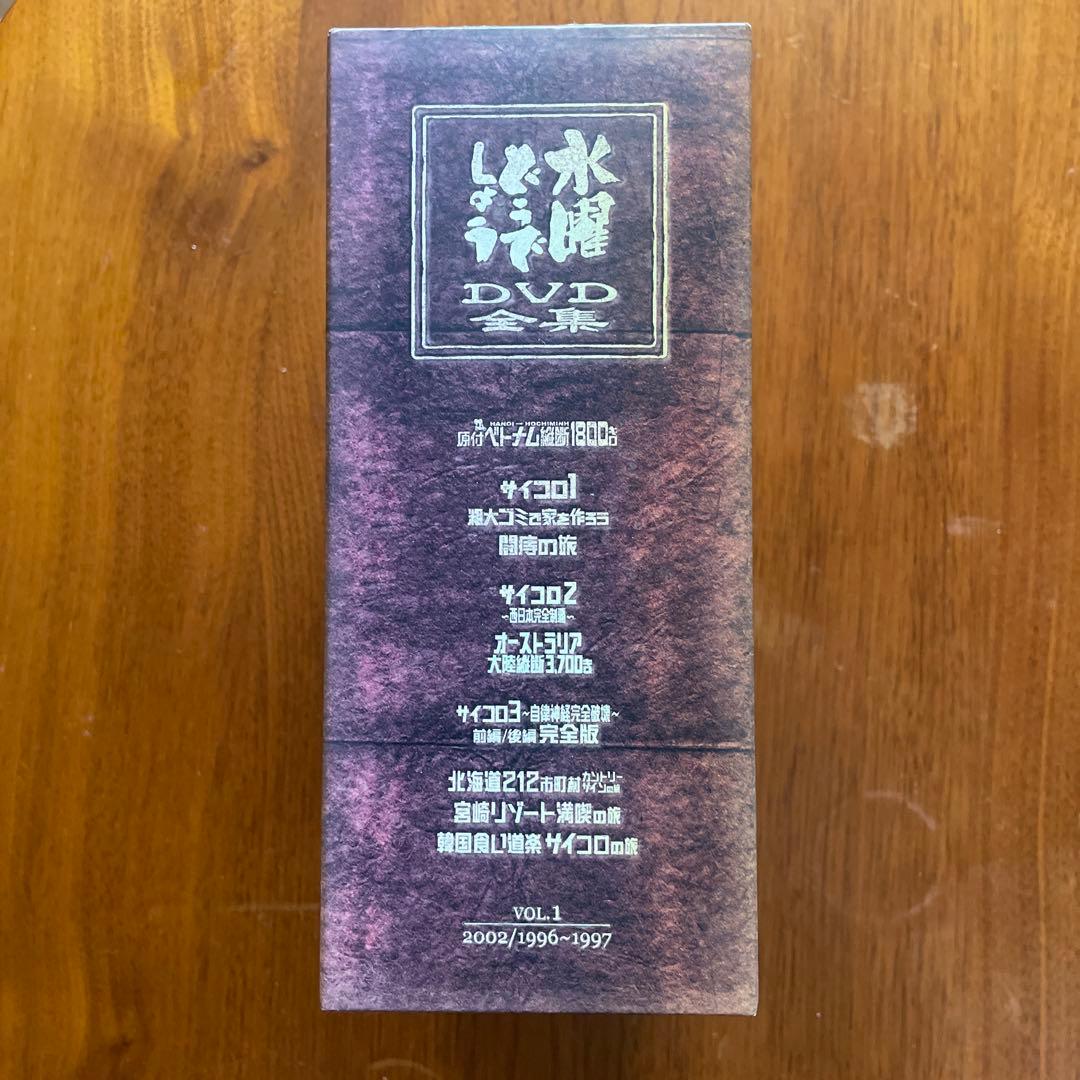 水曜
どうで
しょう
DVD
全集
HANOI ー HOCHIMINH
原付ベトナム縦断1800キロ
サイコロ1
粗大ゴミで家を作ろう
闘痔の旅
サイコロ2
~西日本完全制覇~
オーストラリア
大陸縦断3,700キロ
サイコロ3~自律神経完全破壊~
前編/後編 完全版
北海道212市町村カントリーサインの旅
宮崎リゾート満喫の旅
韓国食い道楽 サイコロの旅
VOL.1
2002/1996~1997